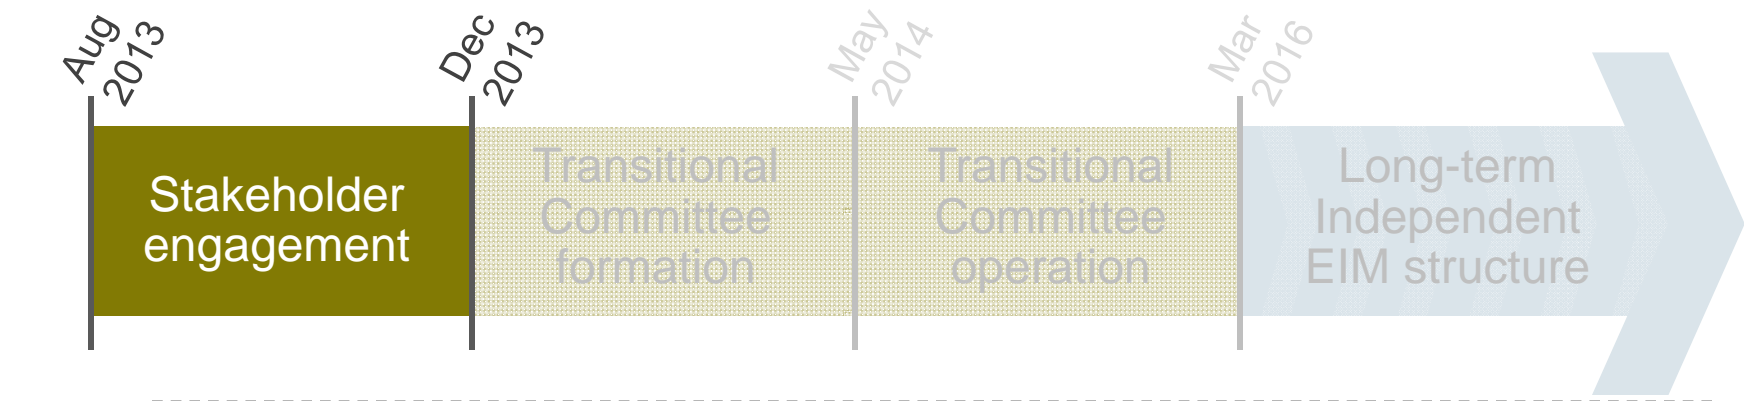 Aug
2013
Dec
2013
May
2014
Mar
2016
Stakeholder
engagement
Transitional
Committee
formation
Transitional
Committee
operation
Long-term
Independent
EIM structure